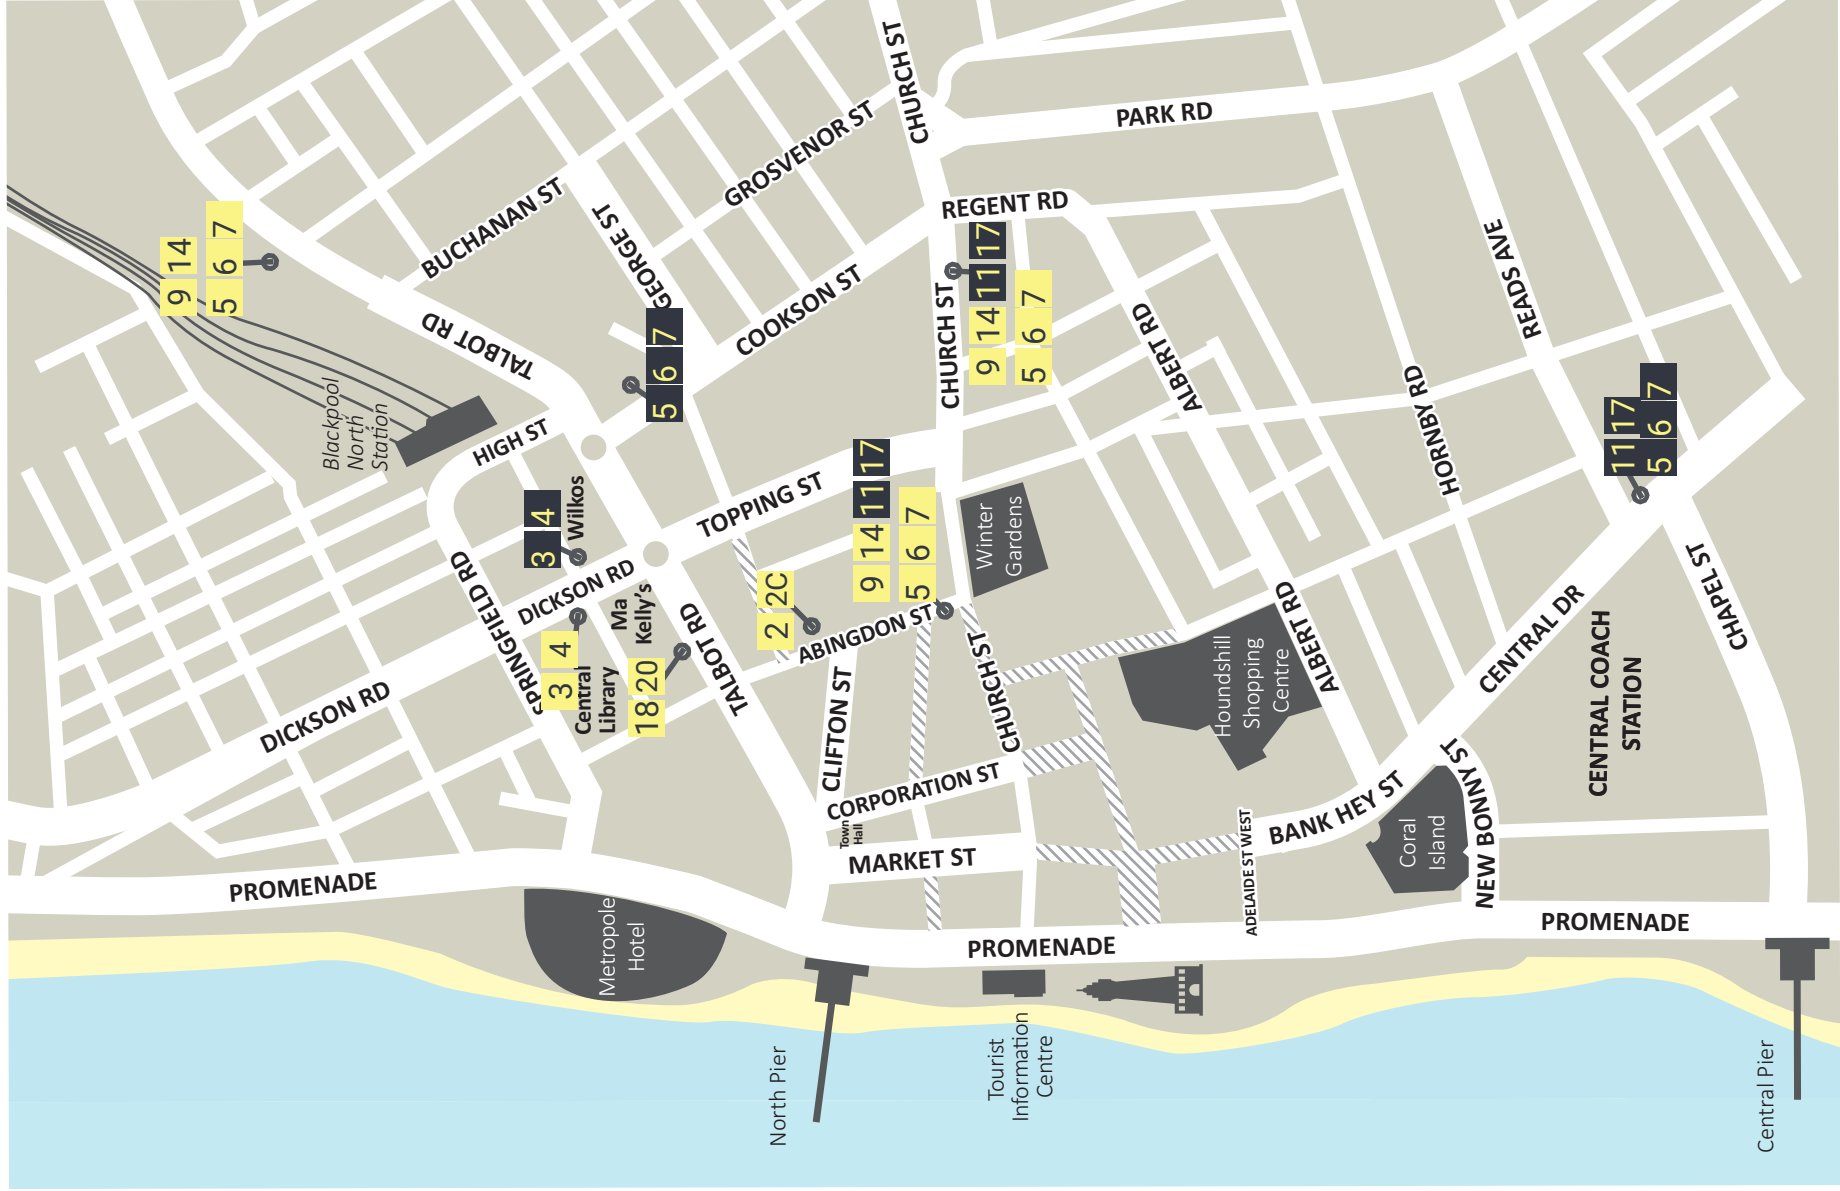 CHURCH ST
CHURCH ST
PARK RD
GROSVENOR ST
BUCHANAN ST
GEORGE ST
REGENT RD
9 14
5 6 7
TALBOT RD
COOKSON ST
5 6 7
CHURCH ST
9 14 11 17
5 6 7
ALBERT RD
READS AVE
HORNBY RD
Blackpool
North
Station
HIGH ST
3 4
Wilkos
TOPPING ST
9 14 11 17
5 6 7
Winter
Gardens
11 17
5 6 7
SPRINGFIELD RD
DICKSON RD
Ma
Kelly's
3 4
Central
Library
18 20
TALBOT RD
2 2C
ABINGDON ST
CHURCH ST
Houndshill
Shopping
Centre
ALBERT RD
CENTRAL DR
CHAPEL ST
CENTRAL COACH
STATION
DICKSON RD
CLIFTON ST
CORPORATION ST
Town
Hall
MARKET ST
ADELAIDE ST WEST
BANK HEY ST
NEW BONNY ST
Coral
Island
PROMENADE
Metropole
Hotel
PROMENADE
PROMENADE
North Pier
Tourist
Information
Centre
Central Pier